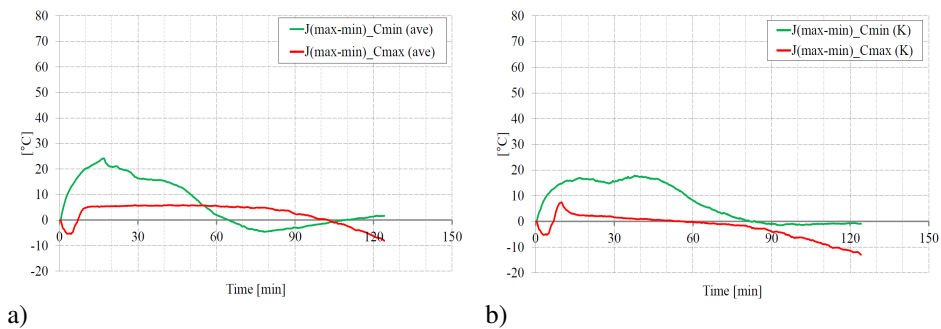 80
70
60
50
40
30
20
10
0
-10
-20
[°C]
0 30 60 90 120 150
Time [min]
J(max-min)_Cmin (ave)
J(max-min)_Cmax (ave)
a)
80
70
60
50
40
30
20
10
0
-10
-20
[°C]
0 30 60 90 120 150
Time [min]
J(max-min)_Cmin (K)
J(max-min)_Cmax (K)
b)